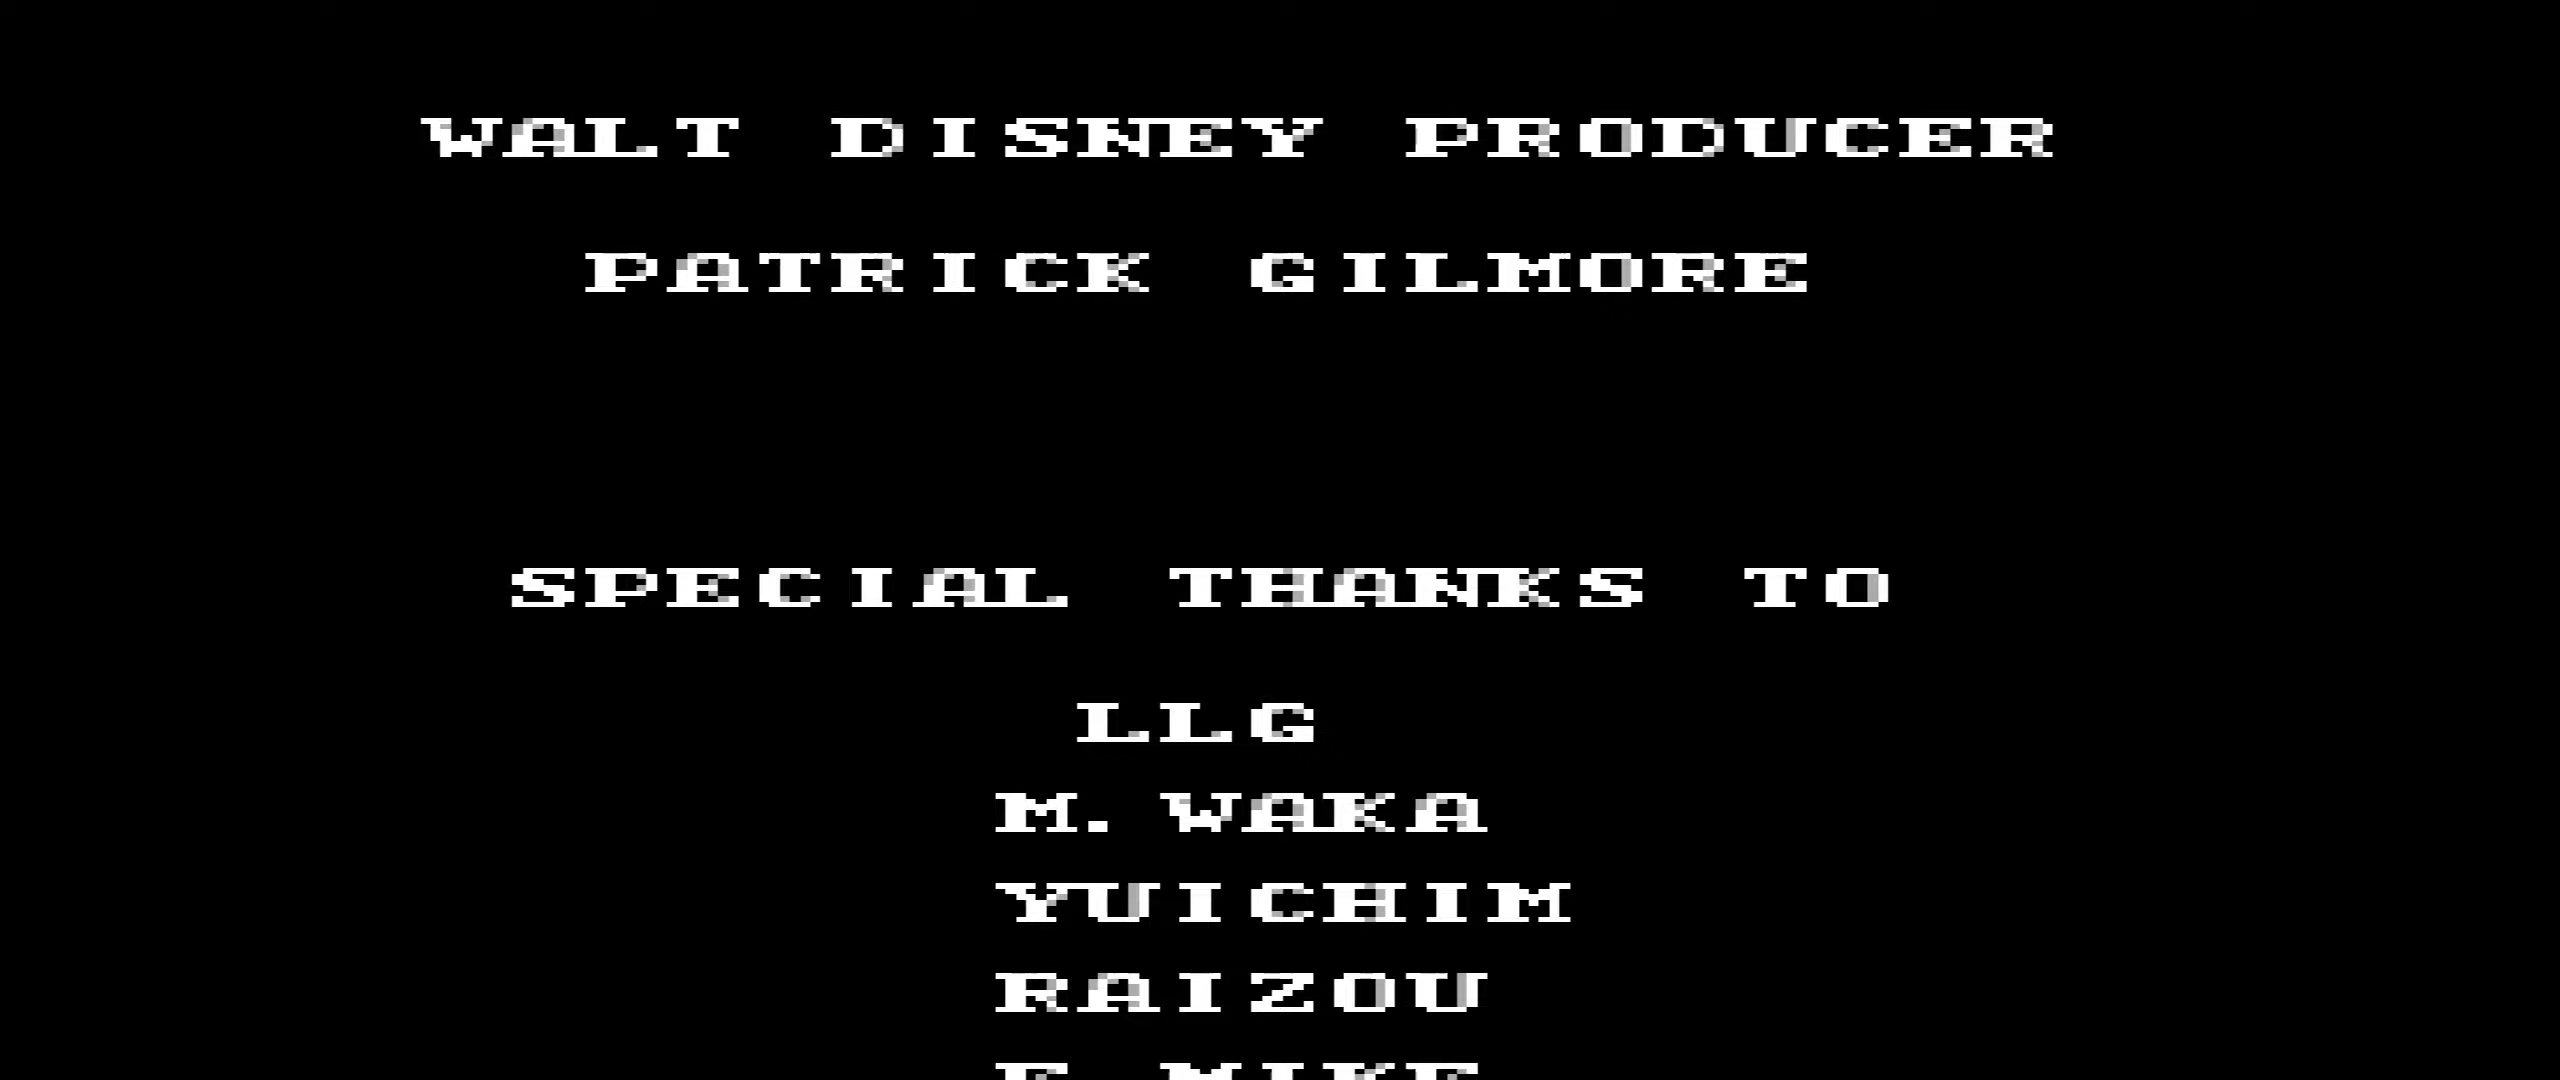 WALT DISNEY PRODUCER
PATRICK GILMORE
SPECIAL THANKS TO
LLG
M. WAKA
YUICHIM
RAIZOU